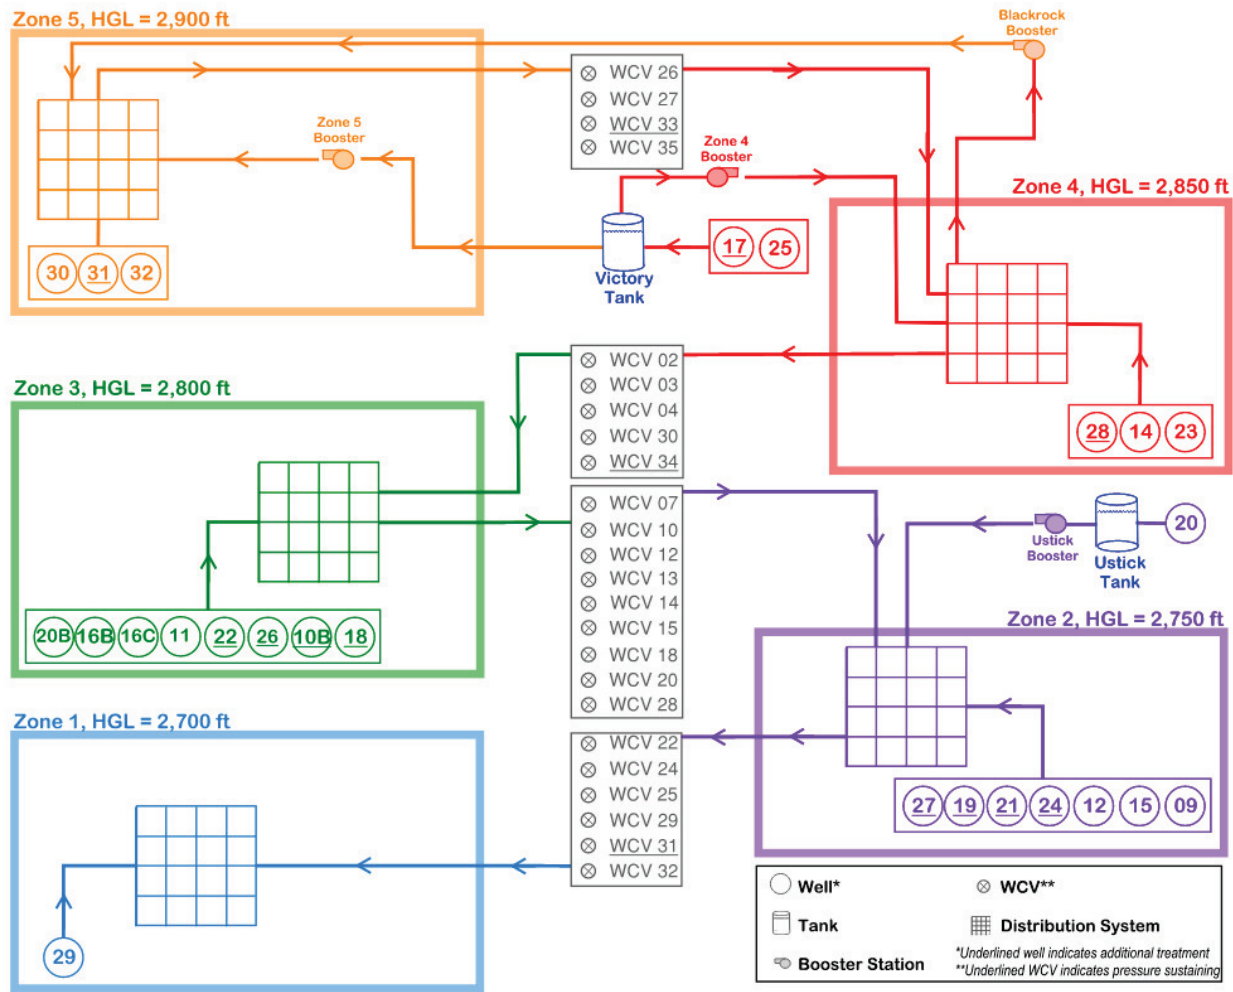 Zone 5, HGL = 2,900 ft
Blackrock
Booster
WCV 26
WCV 27
WCV 33
WCV 35
Zone 5
Booster
Zone 4
Booster
30 31 32
Victory
Tank
17 25
Zone 4, HGL = 2,850 ft
28 14 23
WCV 02
WCV 03
WCV 04
WCV 30
WCV 34
Zone 3, HGL = 2,800 ft
20B 16B 16C 11 22 26 10B 18
WCV 07
WCV 10
WCV 12
WCV 13
WCV 14
WCV 15
WCV 18
WCV 20
WCV 28
Ustick
Booster
Ustick
Tank
20
Zone 2, HGL = 2,750 ft
27 19 21 24 12 15 09
Zone 1, HGL = 2,700 ft
29
WCV 22
WCV 24
WCV 25
WCV 29
WCV 31
WCV 32
Well*
WCV**
Tank
Distribution System
Booster Station
*Underlined well indicates additional treatment
**Underlined WCV indicates pressure sustaining